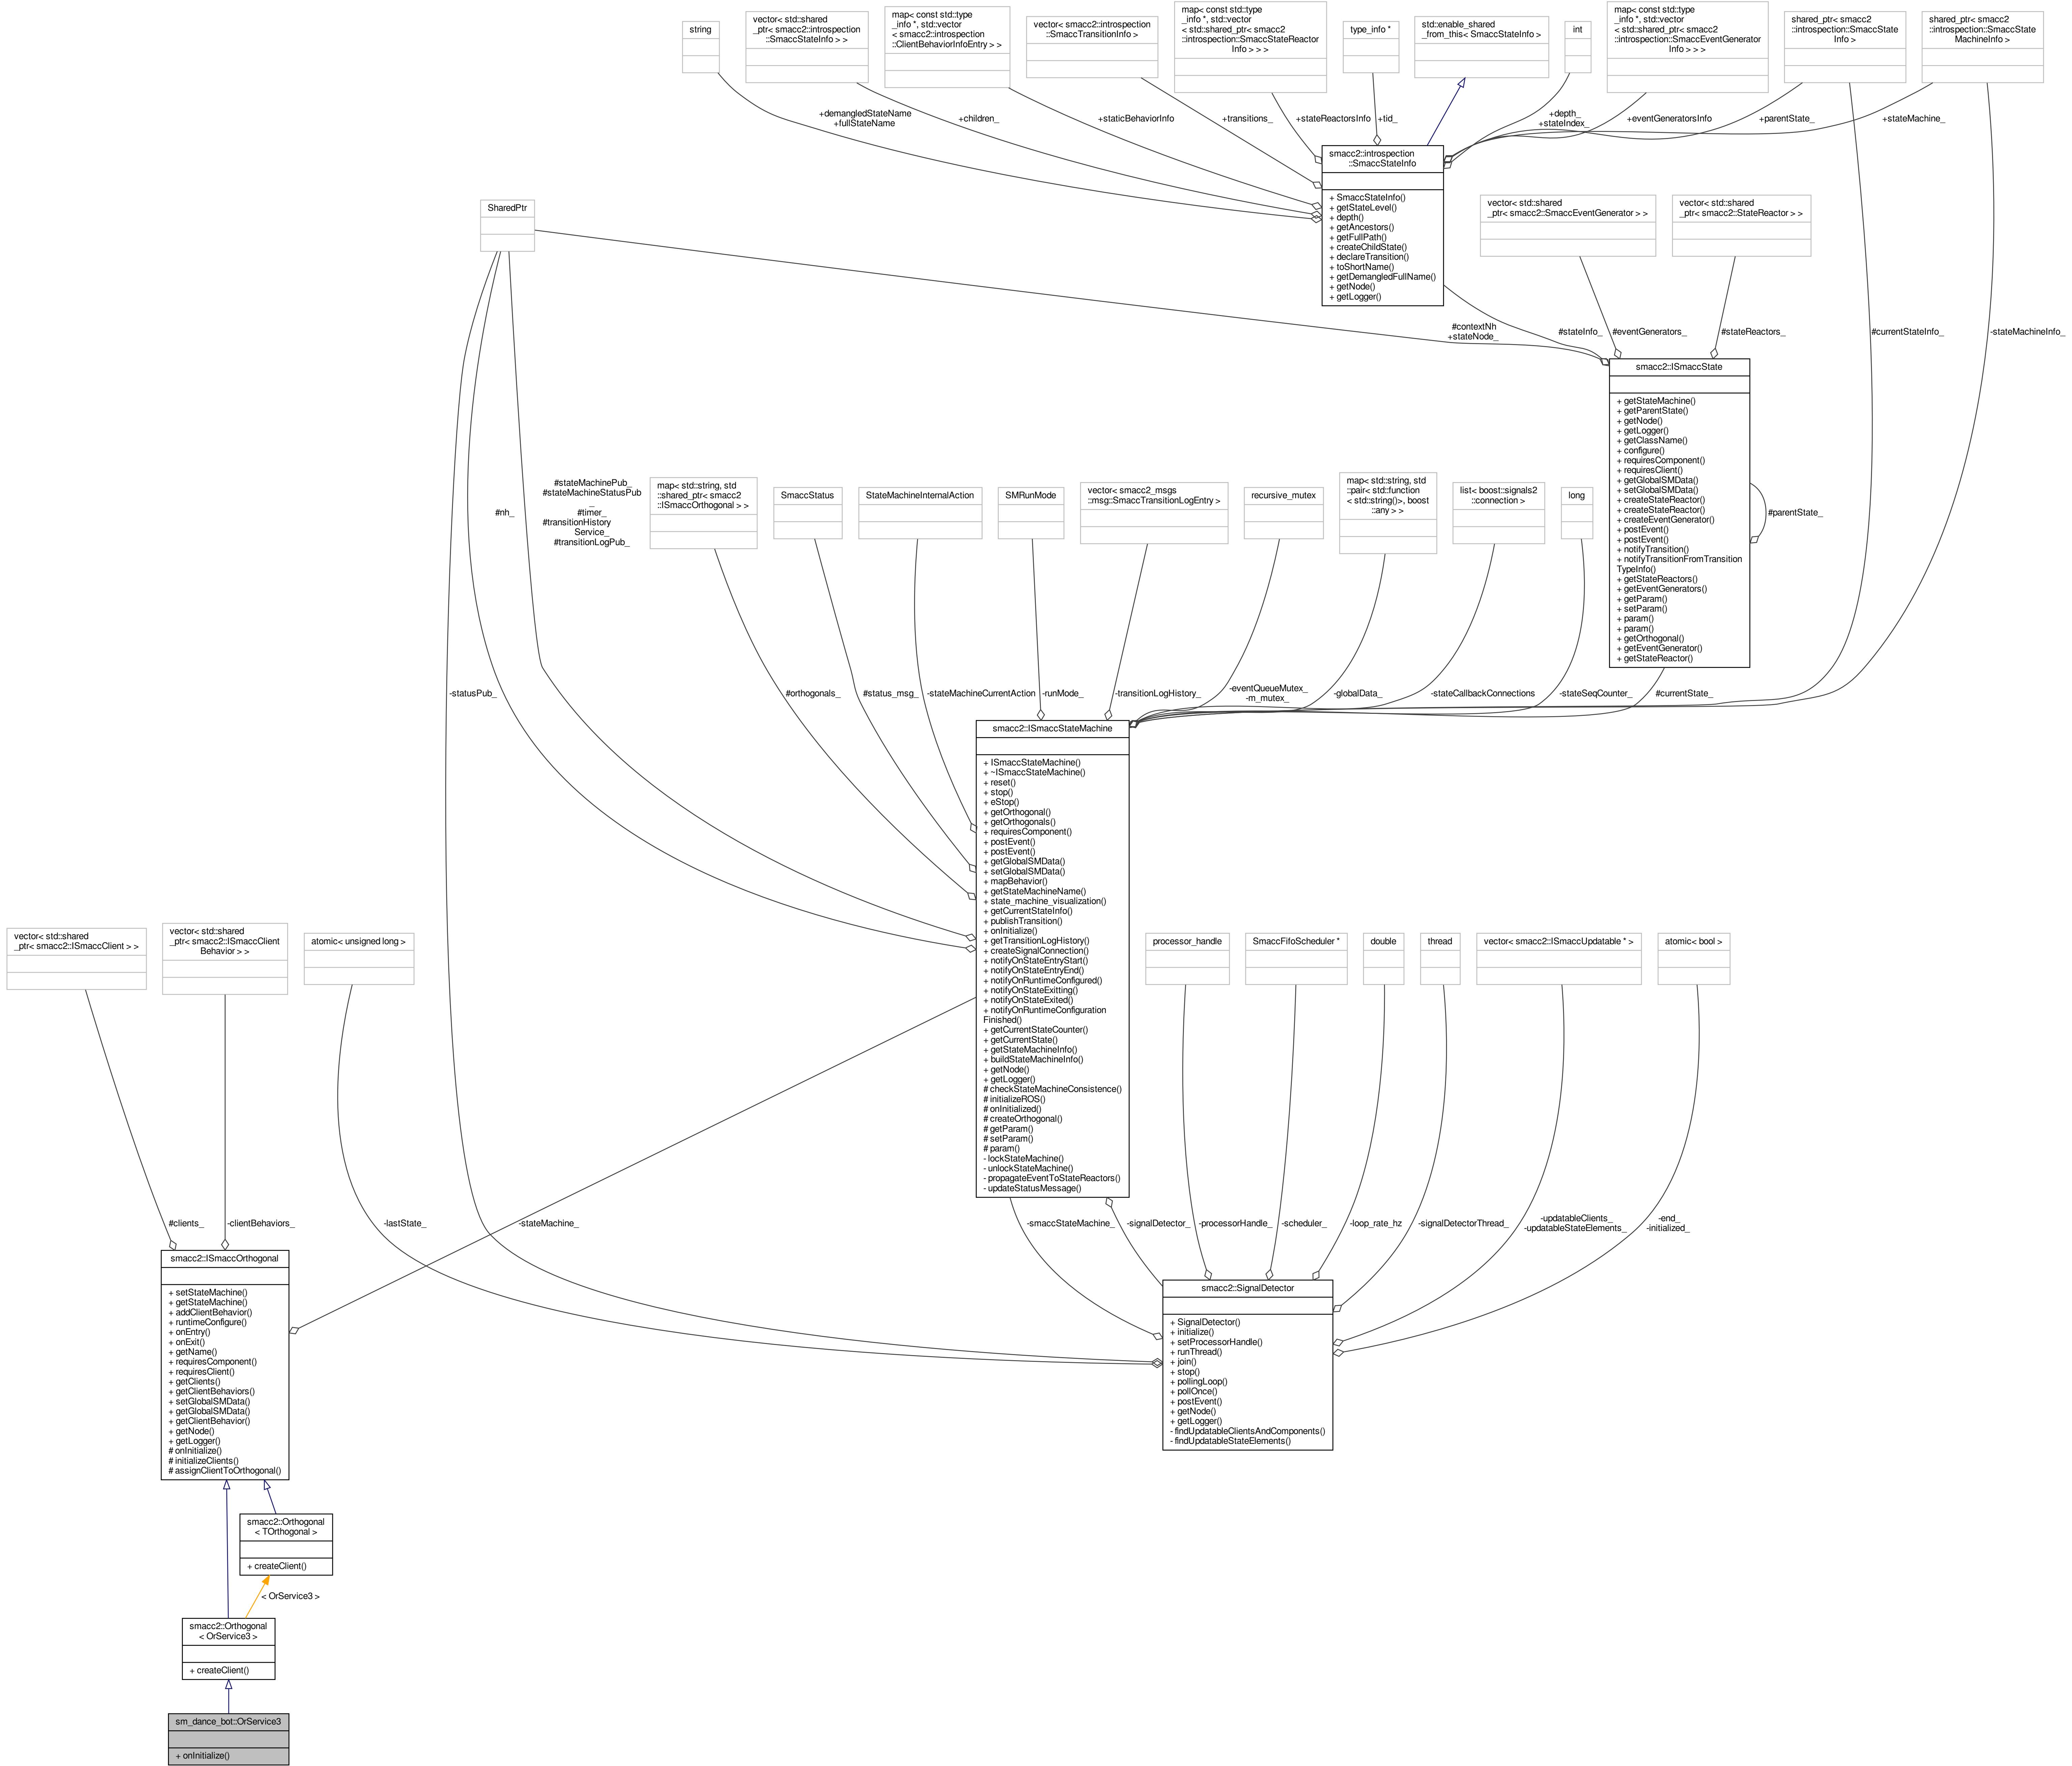 string
vector< std::shared
_ptr< smacc2::introspection
::SmaccStateInfo > >
map< const std::type
_info *, std::vector
< smacc2::introspection
::ClientBehaviorInfoEntry > >
vector< smacc2::introspection
::SmaccTransitionInfo >
map< const std::type
_info *, std::vector
< std::shared_ptr< smacc2
::introspection::SmaccStateReactor
Info > > >
type_info *
std::enable_shared
_from_this< SmaccStateInfo >
int
map< const std::type
_info *, std::vector
< std::shared_ptr< smacc2
::introspection::SmaccEventGenerator
Info > > >
shared_ptr< smacc2
::introspection::SmaccState
Info >
shared_ptr< smacc2
::introspection::SmaccState
MachineInfo >
+demangledStateName
+fullStateName
+children_
+staticBehaviorInfo
+transitions_
+stateReactorsInfo
+tid_
+depth_
+stateIndex_
+eventGeneratorsInfo
+parentState_
+stateMachine_
smacc2::introspection
::SmaccStateInfo
+ SmaccStateInfo()
+ getStateLevel()
+ depth()
+ getAncestors()
+ getFullPath()
+ createChildState()
+ declareTransition()
+ toShortName()
+ getDemangledFullName()
+ getNode()
+ getLogger()
SharedPtr
vector< std::shared
_ptr< smacc2::SmaccEventGenerator > >
vector< std::shared
_ptr< smacc2::StateReactor > >
#contextNh
+stateNode_
#stateInfo_
#eventGenerators_
#stateReactors_
#currentStateInfo_
-stateMachineInfo_
smacc2::ISmaccState
+ getStateMachine()
+ getParentState()
+ getNode()
+ getLogger()
+ getClassName()
+ configure()
+ requiresComponent()
+ requiresClient()
+ getGlobalSMData()
+ setGlobalSMData()
+ createStateReactor()
+ createStateReactor()
+ createEventGenerator()
+ postEvent()
+ postEvent()
+ notifyTransition()
+ notifyTransitionFromTransition
TypeInfo()
+ getStateReactors()
+ getEventGenerators()
+ getParam()
+ setParam()
+ param()
+ param()
+ getOrthogonal()
+ getEventGenerator()
+ getStateReactor()
#parentState_
#nh_
#stateMachinePub_
#stateMachineStatusPub
_
#timer_
#transitionHistory
Service_
#transitionLogPub_
map< std::string, std
::shared_ptr< smacc2
::ISmaccOrthogonal > >
SmaccStatus
StateMachineInternalAction
SMRunMode
vector< smacc2_msgs
::msg::SmaccTransitionLogEntry >
recursive_mutex
map< std::string, std
::pair< std::function
< std::string()>, boost
::any > >
list< boost::signals2
::connection >
long
-statusPub_
#orthogonals_
#status_msg_
-stateMachineCurrentAction
-runMode_
-transitionLogHistory_
-eventQueueMutex_
-m_mutex_
-globalData_
-stateCallbackConnections
-stateSeqCounter_
#currentState_
smacc2::ISmaccStateMachine
+ ISmaccStateMachine()
+ ~ISmaccStateMachine()
+ reset()
+ stop()
+ eStop()
+ getOrthogonal()
+ getOrthogonals()
+ requiresComponent()
+ postEvent()
+ postEvent()
+ getGlobalSMData()
+ setGlobalSMData()
+ mapBehavior()
+ getStateMachineName()
+ state_machine_visualization()
+ getCurrentStateInfo()
+ publishTransition()
+ onInitialize()
+ getTransitionLogHistory()
+ createSignalConnection()
+ notifyOnStateEntryStart()
+ notifyOnStateEntryEnd()
+ notifyOnRuntimeConfigured()
+ notifyOnStateExitting()
+ notifyOnStateExited()
+ notifyOnRuntimeConfiguration
Finished()
+ getCurrentStateCounter()
+ getCurrentState()
+ getStateMachineInfo()
+ buildStateMachineInfo()
+ getNode()
+ getLogger()
# checkStateMachineConsistence()
# initializeROS()
# onInitialized()
# createOrthogonal()
# getParam()
# setParam()
# param()
- lockStateMachine()
- unlockStateMachine()
- propagateEventToStateReactors()
- updateStatusMessage()
vector< std::shared
_ptr< smacc2::ISmaccClient > >
vector< std::shared
_ptr< smacc2::ISmaccClient
Behavior > >
atomic< unsigned long >
processor_handle
SmaccFifoScheduler *
double
thread
vector< smacc2::ISmaccUpdatable * >
atomic< bool >
#clients_
-clientBehaviors_
-lastState_
-stateMachine_
-smaccStateMachine_
-signalDetector_
-processorHandle_
-scheduler_
-loop_rate_hz
-signalDetectorThread_
-updatableClients_
-updatableStateElements_
-end_
-initialized_
smacc2::ISmaccOrthogonal
+ setStateMachine()
+ getStateMachine()
+ addClientBehavior()
+ runtimeConfigure()
+ onEntry()
+ onExit()
+ getName()
+ requiresComponent()
+ requiresClient()
+ getClients()
+ getClientBehaviors()
+ setGlobalSMData()
+ getGlobalSMData()
+ getClientBehavior()
+ getNode()
+ getLogger()
# onInitialize()
# initializeClients()
# assignClientToOrthogonal()
smacc2::SignalDetector
+ SignalDetector()
+ initialize()
+ setProcessorHandle()
+ runThread()
+ join()
+ stop()
+ pollingLoop()
+ pollOnce()
+ postEvent()
+ getNode()
+ getLogger()
- findUpdatableClientsAndComponents()
- findUpdatableStateElements()
smacc2::Orthogonal
< TOrthogonal >
+ createClient()
< OrService3 >
smacc2::Orthogonal
< OrService3 >
+ createClient()
sm_dance_bot::OrService3
+ onInitialize()